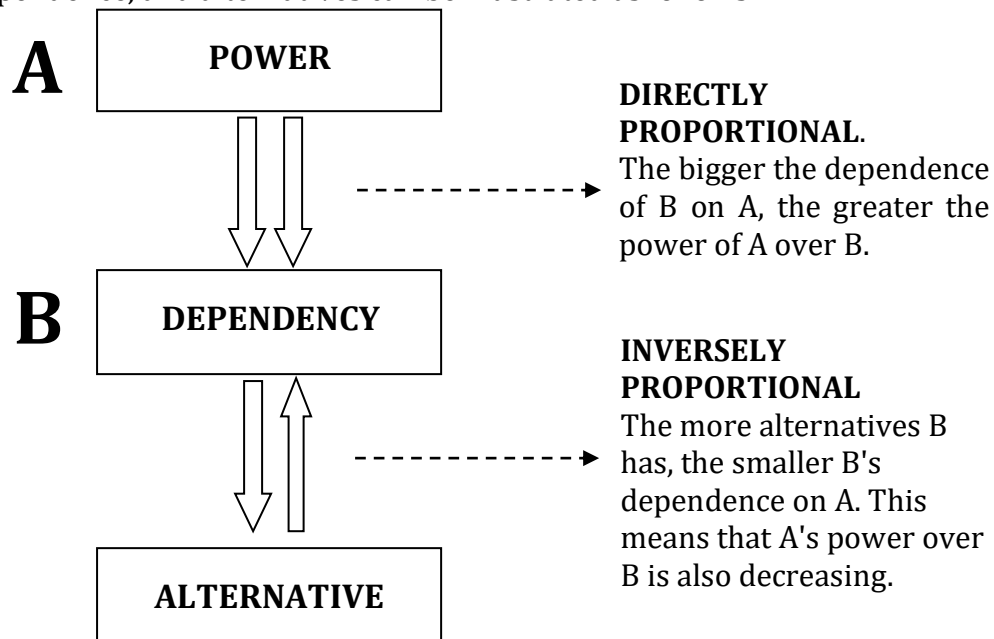 A
POWER
DIRECTLY
PROPORTIONAL.
The bigger the dependence
of B on A, the greater the
power of A over B.
B
DEPENDENCY
INVERSELY
PROPORTIONAL
The more alternatives B
has, the smaller B's
dependence on A. This
means that A's power over
B is also decreasing.
ALTERNATIVE